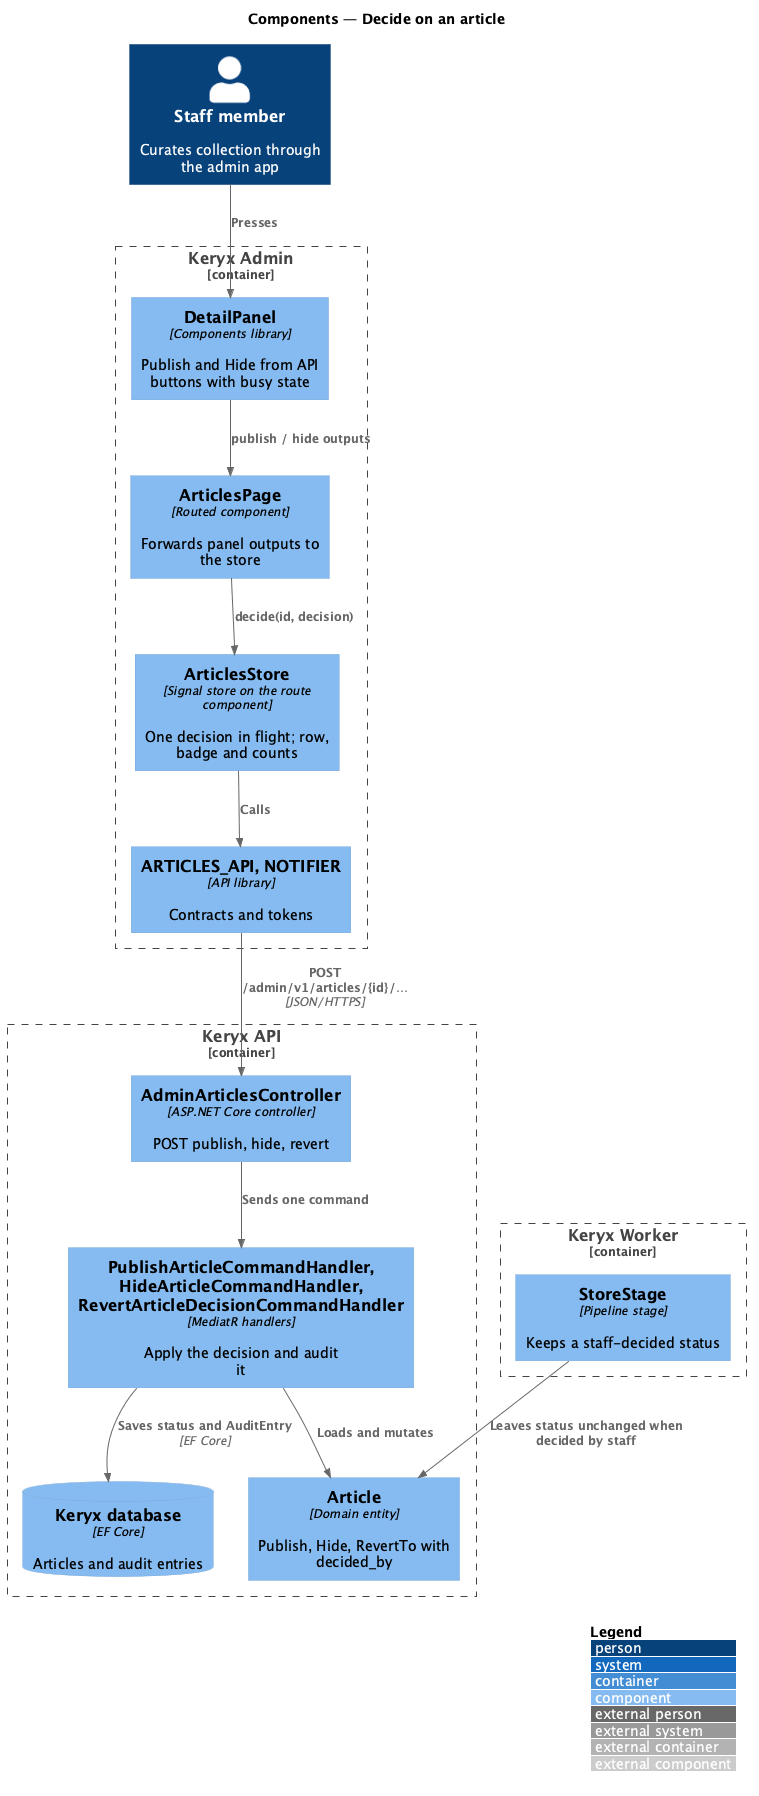 Components — Decide on an article
Staff member
Curates collection through
the admin app
Presses
Keryx Admin
[container]
DetailPanel
[Components library]
Publish and Hide from API
buttons with busy state
publish / hide outputs
ArticlesPage
[Routed component]
Forwards panel outputs to
the store
decide(id, decision)
ArticlesStore
[Signal store on the route
component]
One decision in flight; row,
badge and counts
Calls
ARTICLES_API, NOTIFIER
[API library]
Contracts and tokens
POST
/admin/v1/articles/{id}/...
[JSON/HTTPS]
Keryx API
[container]
AdminArticlesController
[ASP.NET Core controller]
POST publish, hide, revert
Sends one command
PublishArticleCommandHandler,
HideArticleCommandHandler,
RevertArticleDecisionCommandHandler
[MediatR handlers]
Apply the decision and audit
it
Keryx Worker
[container]
StoreStage
[Pipeline stage]
Keeps a staff-decided status
Saves status and AuditEntry
[EF Core]
Loads and mutates
Leaves status unchanged when
decided by staff
Keryx database
[EF Core]
Articles and audit entries
Article
[Domain entity]
Publish, Hide, RevertTo with
decided_by
Legend
person
system
container
component
external person
external system
external container
external component